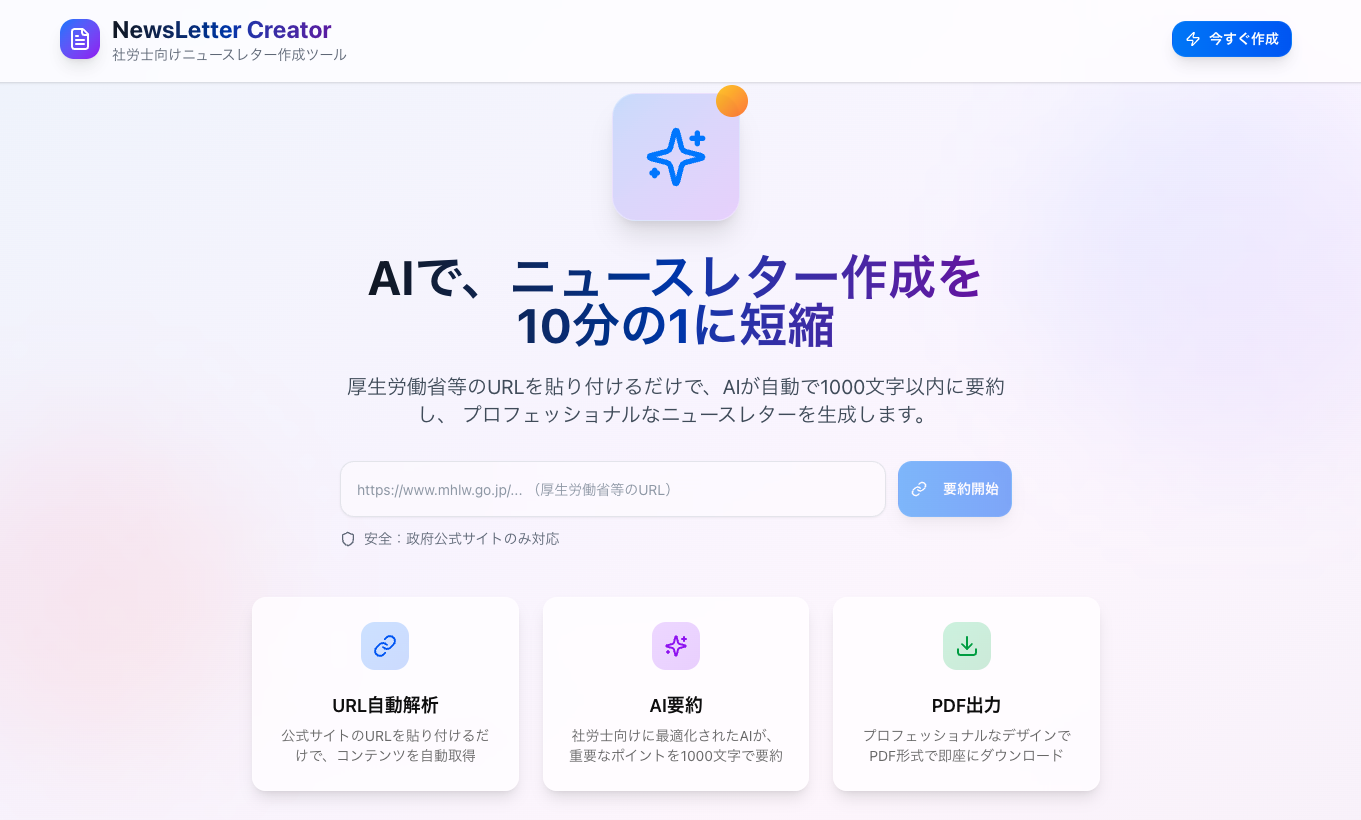 NewsLetter Creator
社労士向けニュースレター作成ツール
今すぐ作成
AIで、ニュースレター作成を
10分の1に短縮
厚生労働省等のURLを貼り付けるだけで、AIが自動で1000文字以内に要約
し、 プロフェッショナルなニュースレターを生成します。
https://www.mhlw.go.jp/... （厚生労働省等のURL）
要約開始
安全：政府公式サイトのみ対応
URL自動解析
公式サイトのURLを貼り付けるだ
けで、コンテンツを自動取得
AI要約
社労士向けに最適化されたAIが、
重要なポイントを1000文字で要約
PDF出力
プロフェッショナルなデザインで
PDF形式で即座にダウンロード